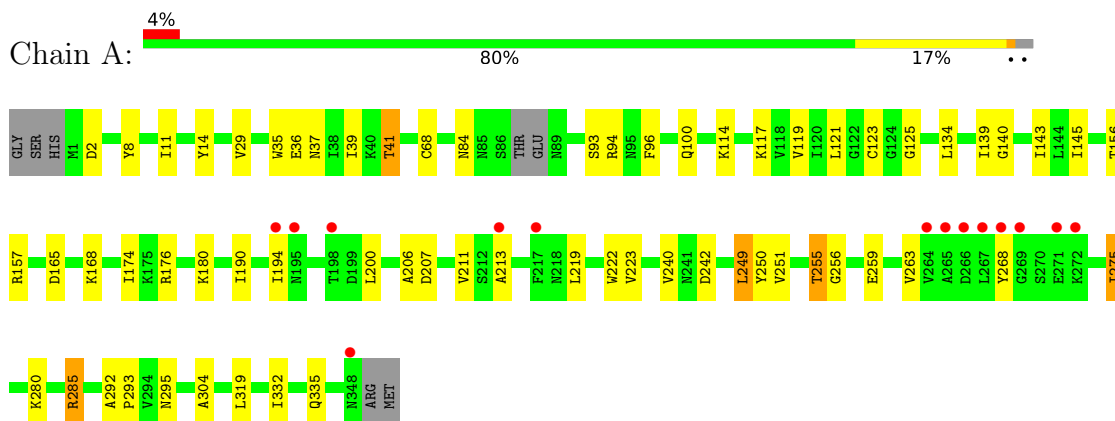 4%
Chain A:
80% 17% • •
GLY SER HIS M1 D2 Y8 I11 Y14 V29 W35 E36 N37 I38 I39 K40 T41 C68 N84 N85 S86 THR GLU N89 S93 R94 N95 F96 Q100 K114 K117 V118 V119 I120 L121 G122 C123 G124 G125 L134 I139 G140 I143 L144 I145 T156
R157 D165 K168 I174 K175 R176 K180 I190 I194 N195 T198 D199 L200 A206 D207 V211 S212 A213 F217 N218 L219 W222 V223 V240 N241 D242 L249 Y250 V251 T255 G256 E259 V263 V264 A265 D266 L267 Y268 G269 S270 E271 K272
K280 R285 A292 P293 V294 N295 A304 L319 I332 Q335 N348 ARG MET